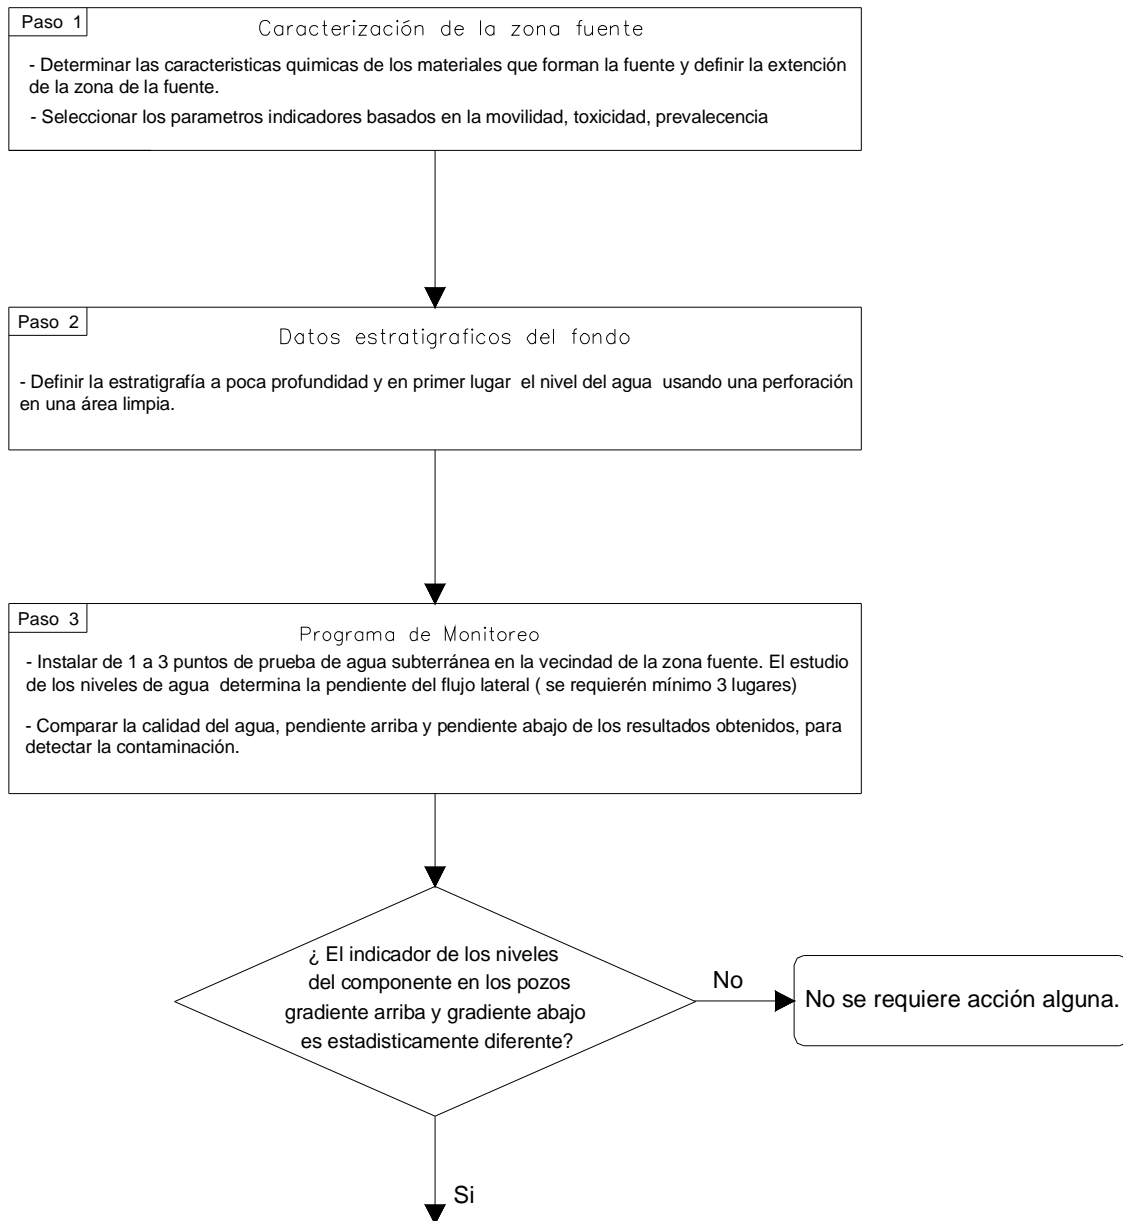 Paso 1
Caracterización de la zona fuente
- Determinar las caracteristicas quimicas de los materiales que forman la fuente y definir la extención
de la zona de la fuente.
- Seleccionar los parametros indicadores basados en la movilidad, toxicidad, prevalecencia
Paso 2
Datos estratigraficos del fondo
- Definir la estratigrafía a poca profundidad y en primer lugar el nivel del agua usando una perforación
en una área limpia.
Paso 3
Programa de Monitoreo
- Instalar de 1 a 3 puntos de prueba de agua subterránea en la vecindad de la zona fuente. El estudio
de los niveles de agua determina la pendiente del flujo lateral ( se requierén mínimo 3 lugares)
- Comparar la calidad del agua, pendiente arriba y pendiente abajo de los resultados obtenidos, para
detectar la contaminación.
¿ El indicador de los niveles
del componente en los pozos
gradiente arriba y gradiente abajo
es estadisticamente diferente?
No
No se requiere acción alguna.
Si